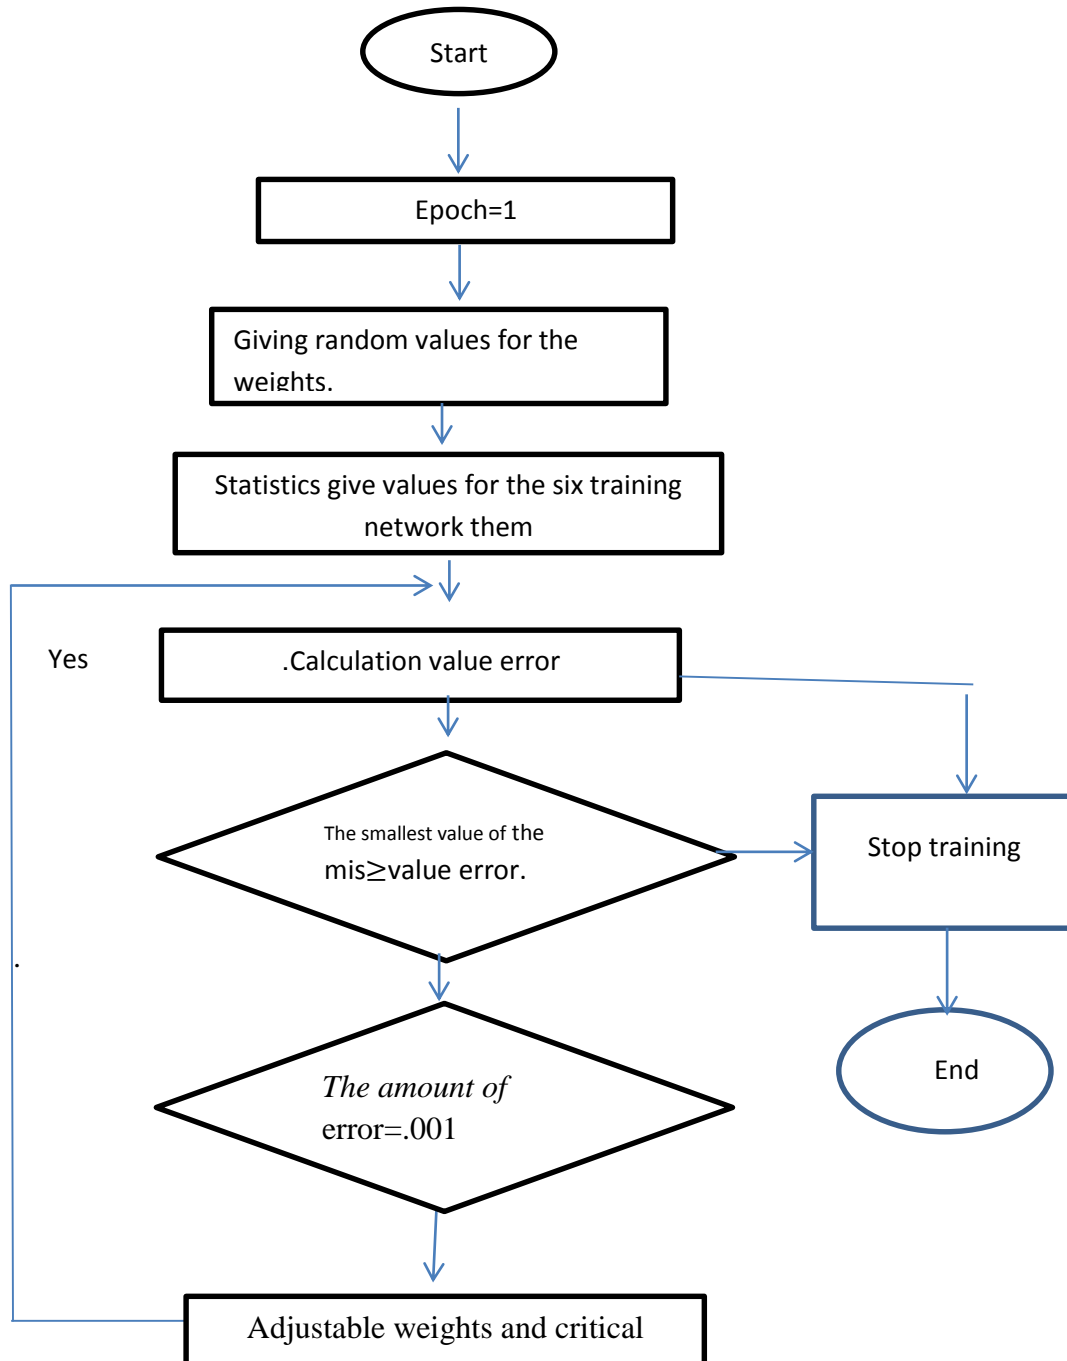 Start
Epoch=1
Giving random values for the
weights.
Statistics give values for the six training
network them
Yes
.Calculation value error
The smallest value of the
mis≥value error.
Stop training
.
The amount of
error=.001
End
Adjustable weights and critical